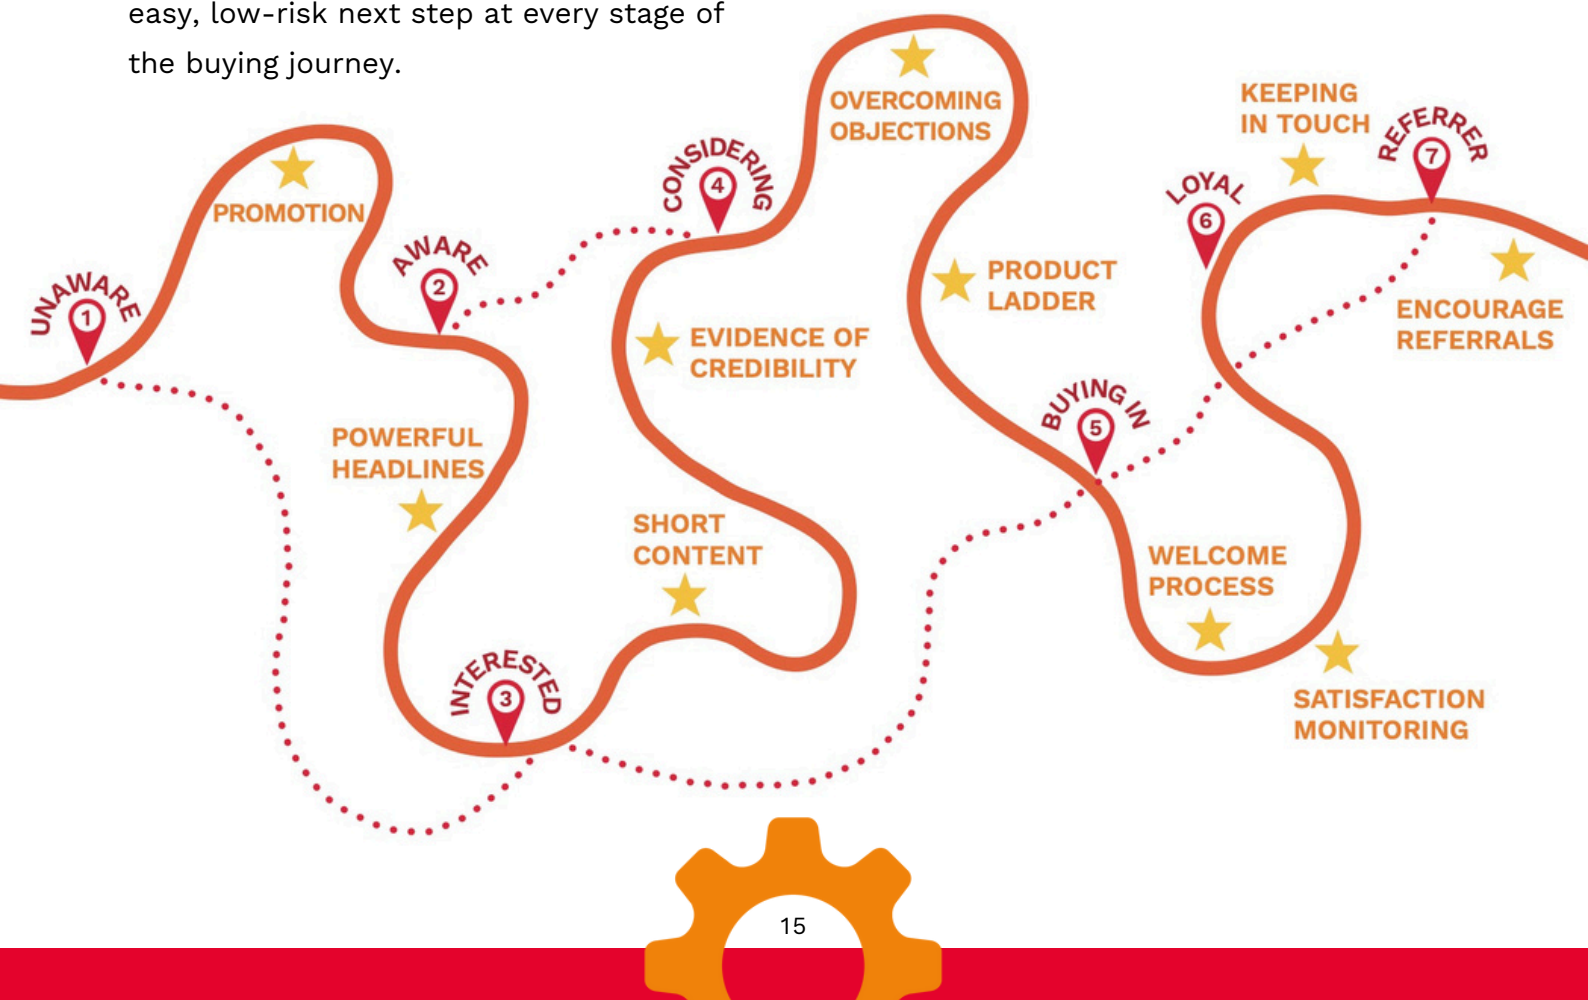 easy, low-risk next step at every stage of
the buying journey.
UNAWARE
1
PROMOTION
AWARE
2
POWERFUL
HEADLINES
INTERESTED
3
SHORT
CONTENT
EVIDENCE OF
CREDIBILITY
CONSIDERING
4
OVERCOMING
OBJECTIONS
PRODUCT
LADDER
BUYING IN
5
WELCOME
PROCESS
SATISFACTION
MONITORING
LOYAL
6
KEEPING
IN TOUCH
REFERRER
7
ENCOURAGE
REFERRALS
15